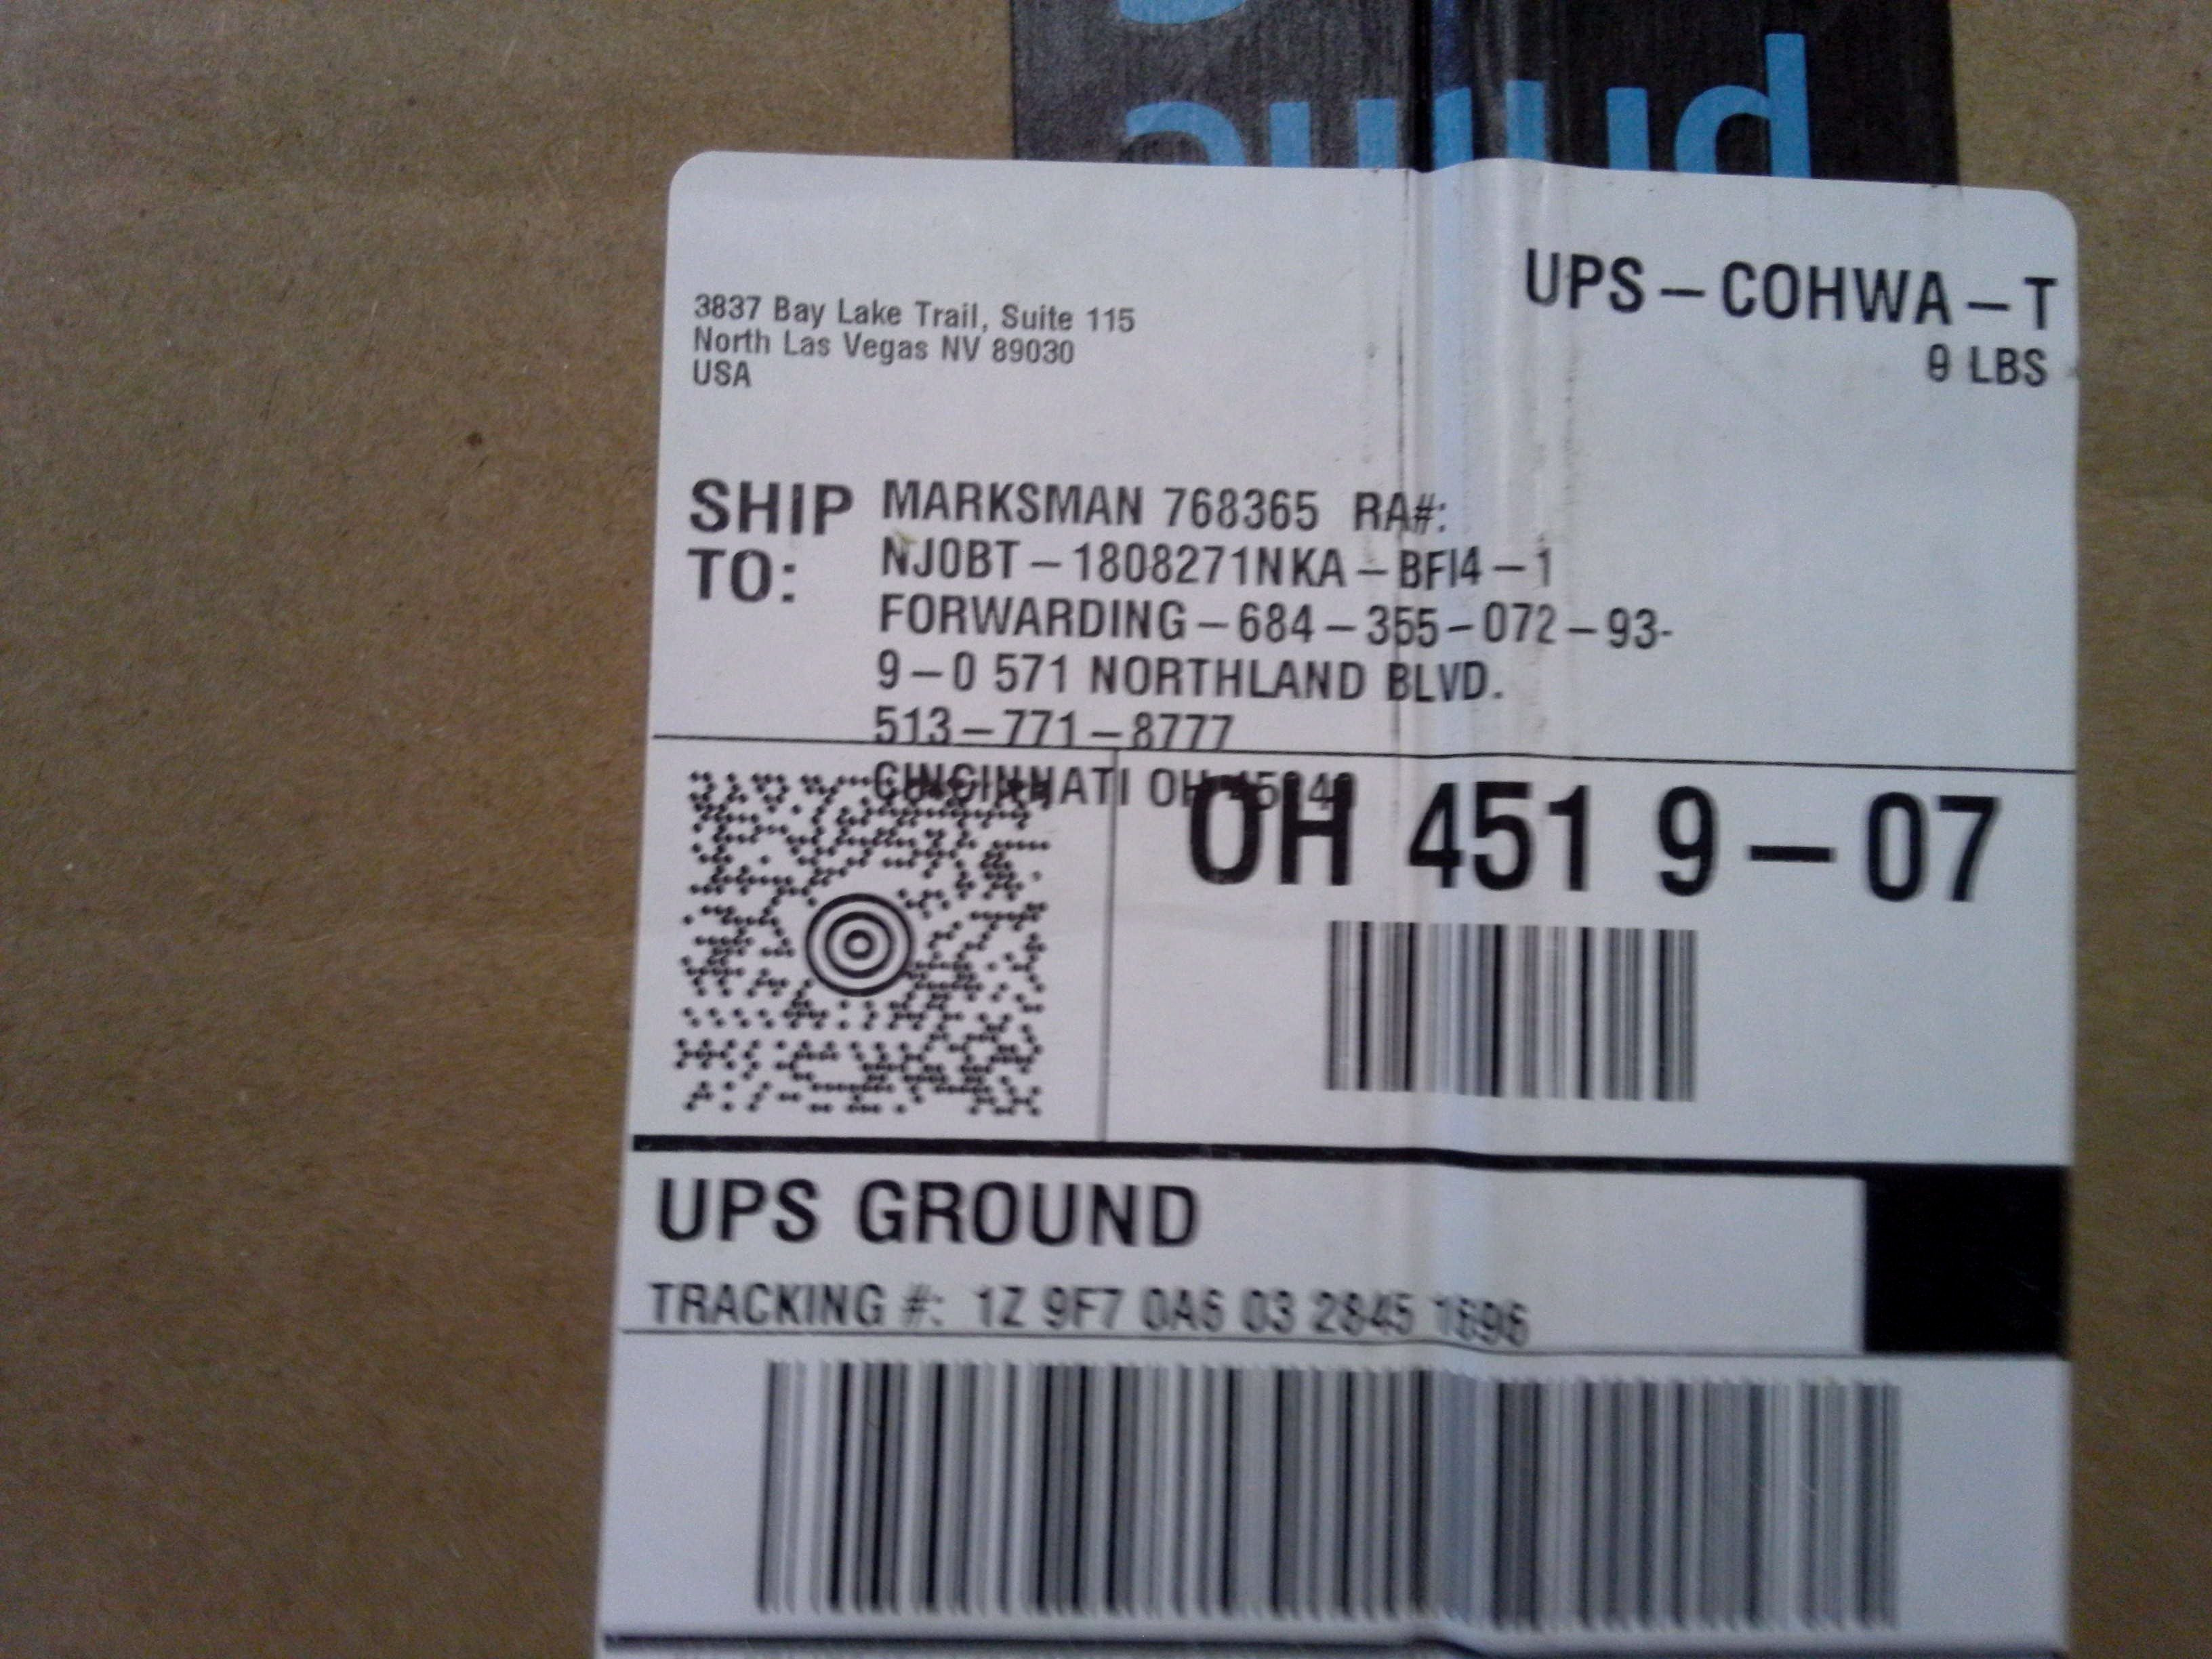 prime
3837 Bay Lake Trail, Suite 115
North Las Vegas NV 89030
USA
UPS-COHWA-T
LBS
SHIP TO:
MARKSMAN 768365 RA#:
NJ0BT-1808271NKA-BFI4-1
FORWARDING-684-355-072-93-
9-0 571 NORTHLAND BLVD.
513-771-8777
CINCINNATI OH
OH 451 9-07
UPS GROUND
TRACKING #: 1Z 9F7 0A6 03 2845 1696